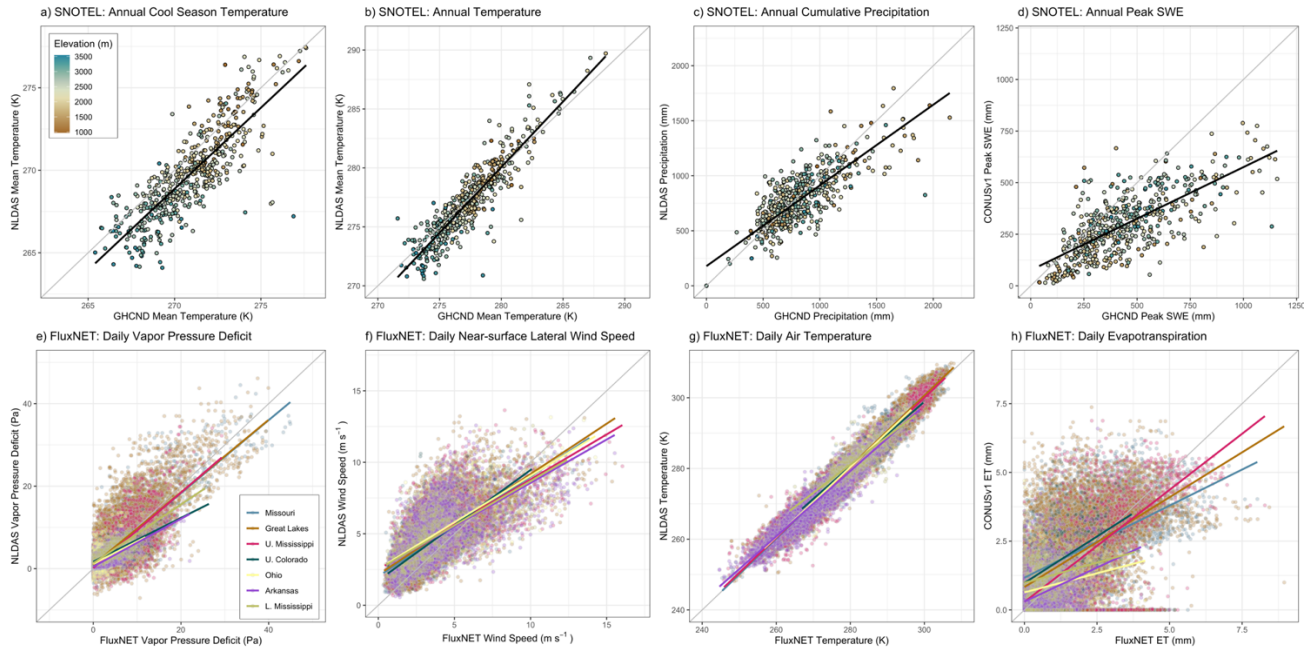 a) SNOTEL: Annual Cool Season Temperature
b) SNOTEL: Annual Temperature
c) SNOTEL: Annual Cumulative Precipitation
d) SNOTEL: Annual Peak SWE
NLDAS Mean Temperature (K)
275
270
265
Elevation (m)
3500
3000
2500
2000
1500
1000
265
270
275
GHCND Mean Temperature (K)
NLDAS Mean Temperature (K)
290
285
280
275
270
270
275
280
285
290
GHCND Mean Temperature (K)
NLDAS Precipitation (mm)
2000
1500
1000
500
0
0
500
1000
1500
2000
GHCND Precipitation (mm)
CONUSv1 Peak SWE (mm)
1250
1000
750
500
250
0
0
250
500
750
1000
1250
GHCND Peak SWE (mm)
e) FluxNET: Daily Vapor Pressure Deficit
f) FluxNET: Daily Near-surface Lateral Wind Speed
g) FluxNET: Daily Air Temperature
h) FluxNET: Daily Evapotranspiration
NLDAS Vapor Pressure Deficit (Pa)
40
20
0
Missouri
Great Lakes
U. Mississippi
U. Colorado
Ohio
Arkansas
L. Mississippi
0
20
40
FluxNET Vapor Pressure Deficit (Pa)
NLDAS Wind Speed (m s⁻¹)
15
10
5
0
0
5
10
15
FluxNET Wind Speed (m s⁻¹)
NLDAS Temperature (K)
300
280
260
240
240
260
280
300
FluxNET Temperature (K)
CONUSv1 ET (mm)
7.5
5.0
2.5
0.0
0.0
2.5
5.0
7.5
FluxNET ET (mm)